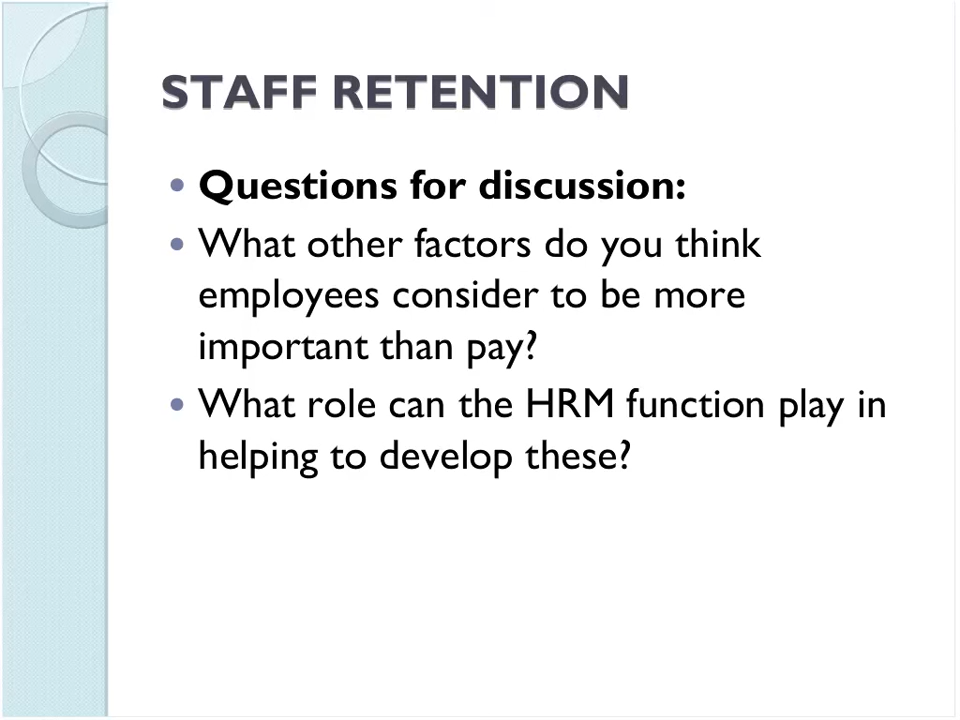 STAFF RETENTION
Questions for discussion:
What other factors do you think
employees consider to be more
important than pay?
What role can the HRM function play in
helping to develop these?